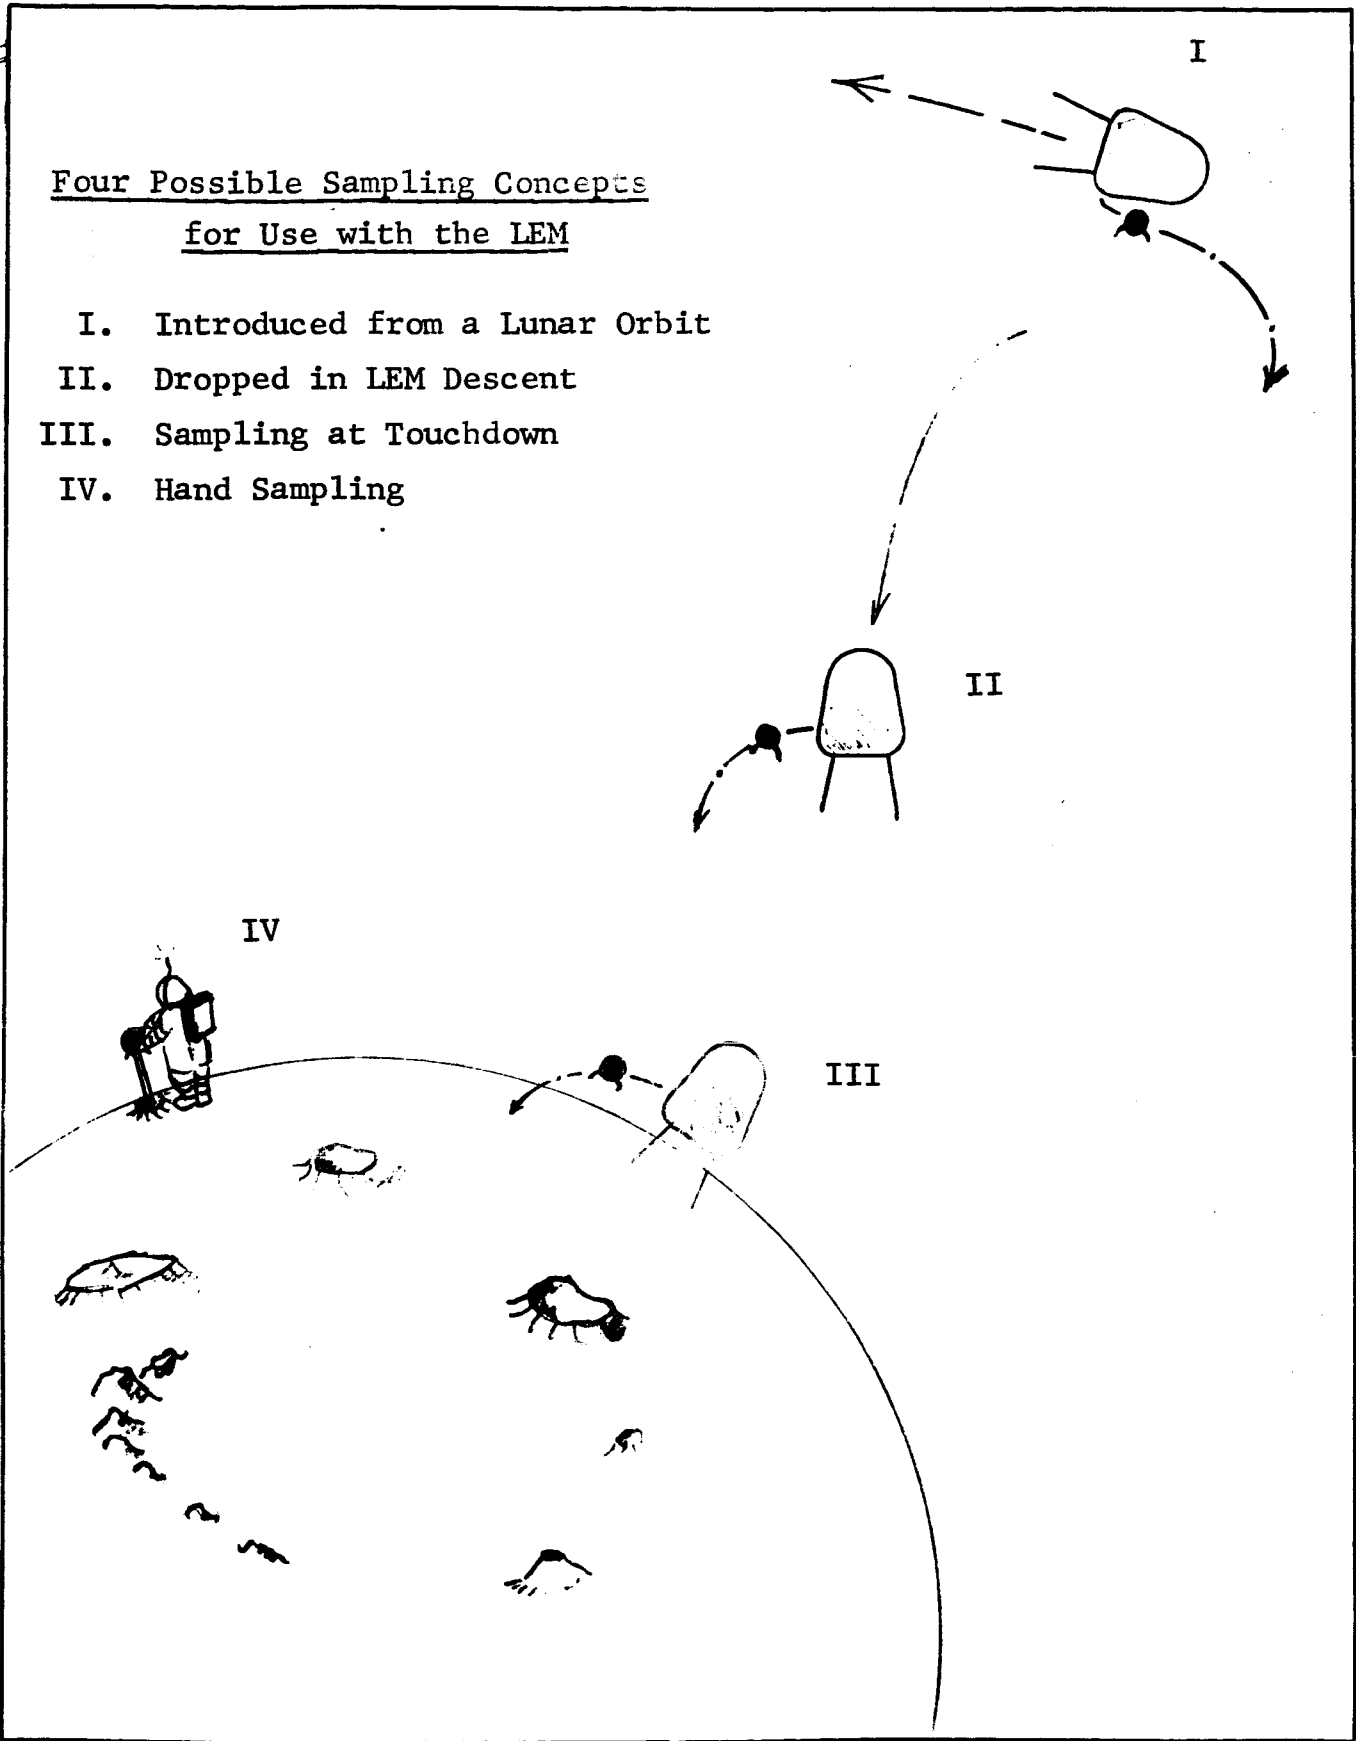 I
Four Possible Sampling Concepts
for Use with the LEM
I. Introduced from a Lunar Orbit
II. Dropped in LEM Descent
III. Sampling at Touchdown
IV. Hand Sampling
II
IV
III